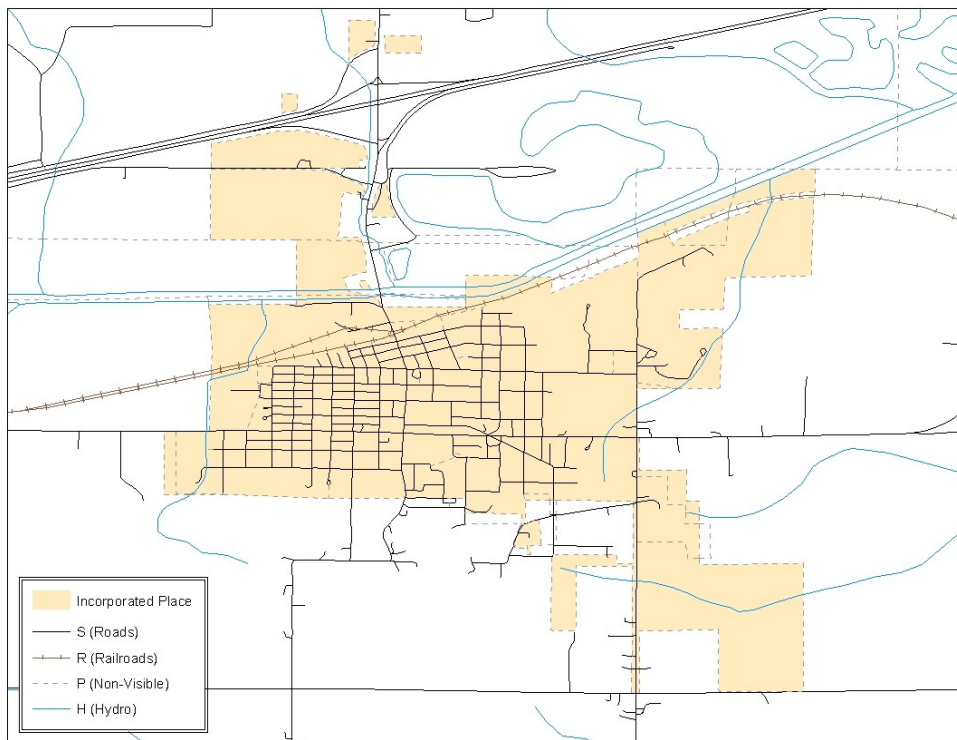 Incorporated Place
S (Roads)
R (Railroads)
P (Non-Visible)
H (Hydro)